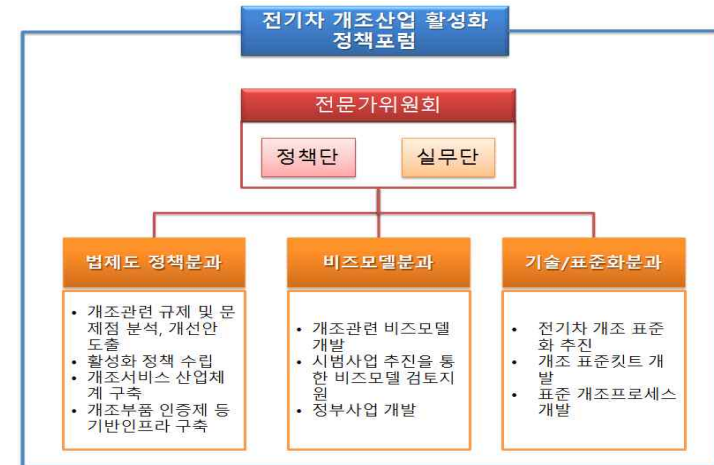 전기차 개조산업 활성화
정책포럼
전문가위원회
정책단
실무단
법제도 정책분과
• 개조관련 규제 및 문
제점 분석, 개선안
도출
• 활성화 정책 수립
• 개조서비스 산업체
계 구축
• 개조부품 인증제 등
기반인프라 구축
비즈모델분과
• 개조관련 비즈모델
개발
• 시범사업 추진을 통
한 비즈모델 검토지
원
• 정부사업 개발
기술/표준화분과
• 전기차 개조 표준
화 추진
• 개조 표준킷트 개
발
• 표준 개조프로세스
개발